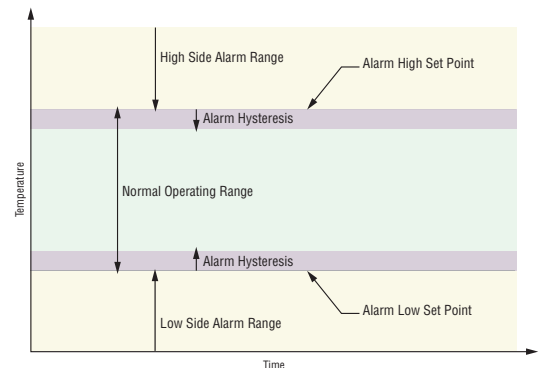 High Side Alarm Range
Alarm High Set Point
Alarm Hysteresis
Temperature
Normal Operating Range
Alarm Hysteresis
Alarm Low Set Point
Low Side Alarm Range
Time